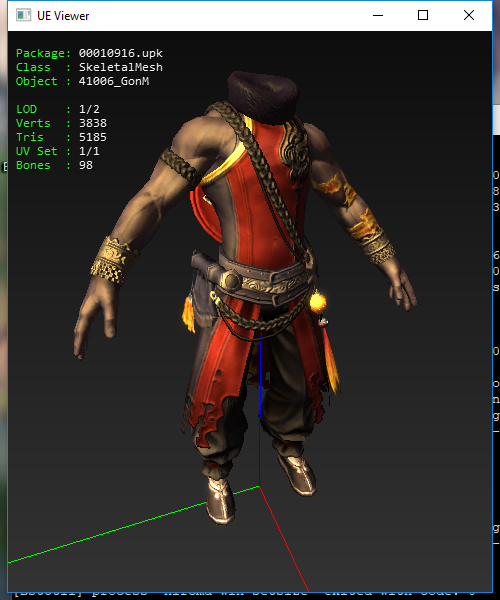 UE Viewer
Package: 00010916.upk
Class : SkeletalMesh
Object : 41006_GonM
LOD : 1/2
Verts : 3838
Tris : 5185
UV Set : 1/1
Bones : 98